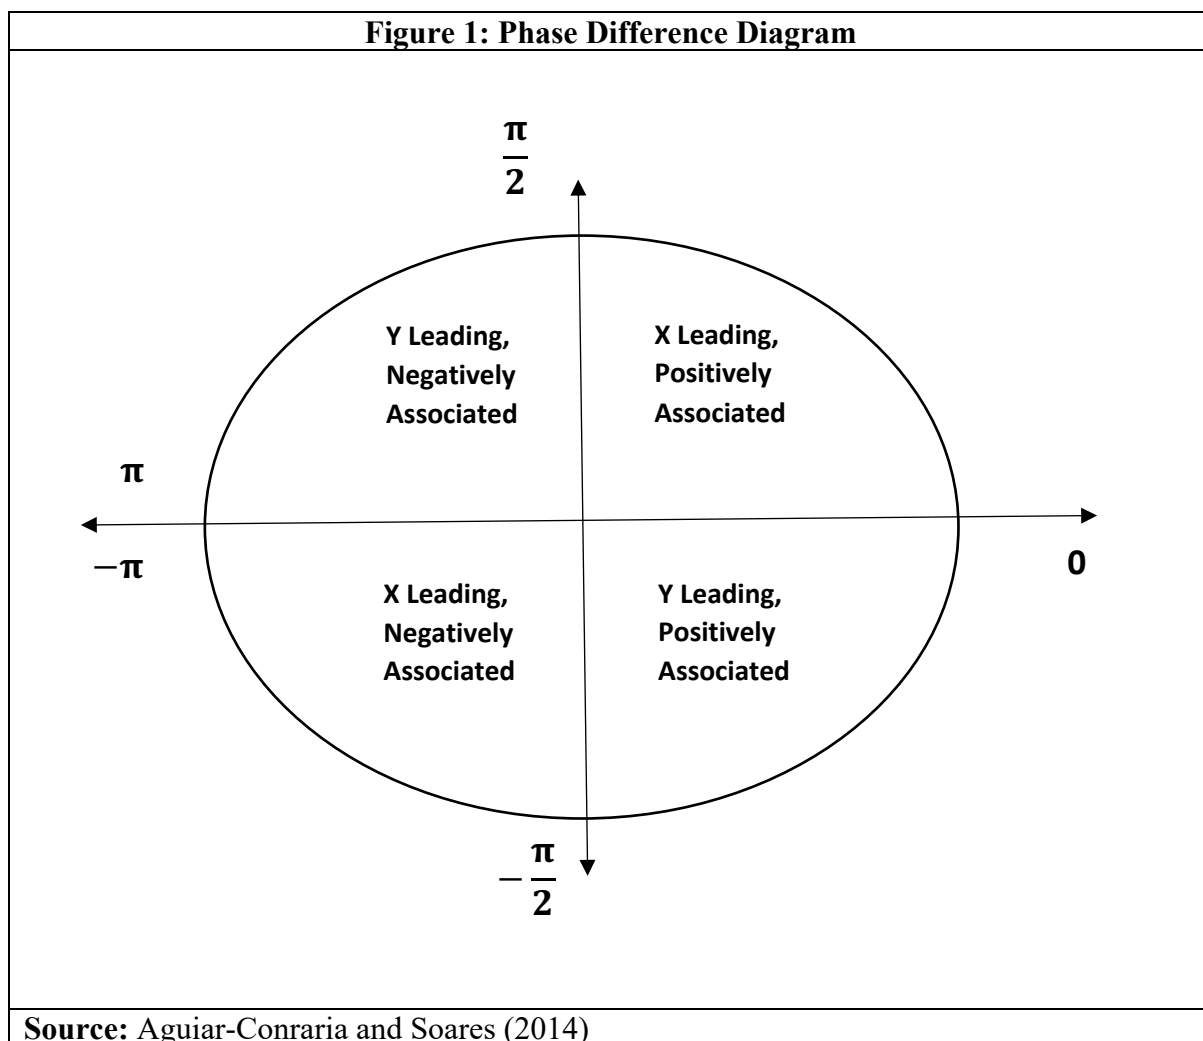 Figure 1: Phase Difference Diagram
π
2
Y Leading,
Negatively
Associated
X Leading,
Positively
Associated
π
−π
0
X Leading,
Negatively
Associated
Y Leading,
Positively
Associated
− π
2
Source: Aguiar-Conraria and Soares (2014)